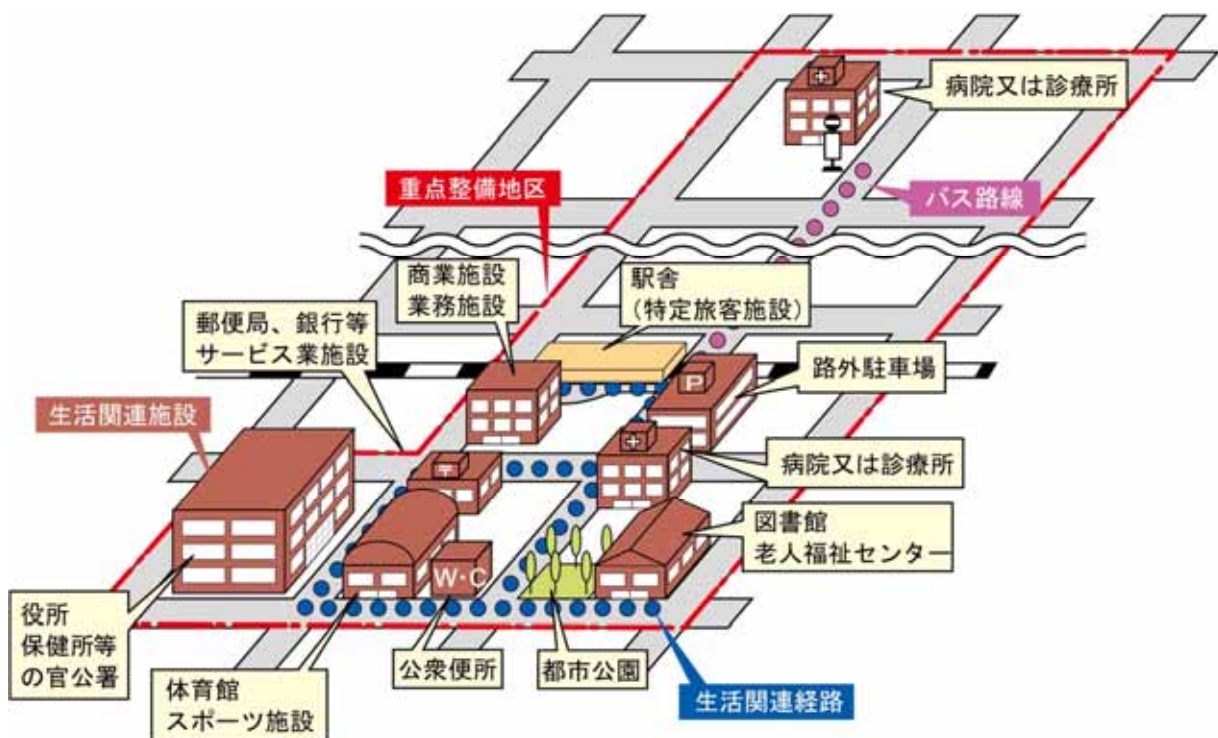 病院又は診療所
重点整備地区
バス路線
商業施設
業務施設
駅舎
（特定旅客施設）
郵便局、銀行等
サービス業施設
路外駐車場
P
生活関連施設
病院又は診療所
〒
図書館
老人福祉センター
W・C
役所
保健所等
の官公署
公衆便所
都市公園
体育館
スポーツ施設
生活関連経路